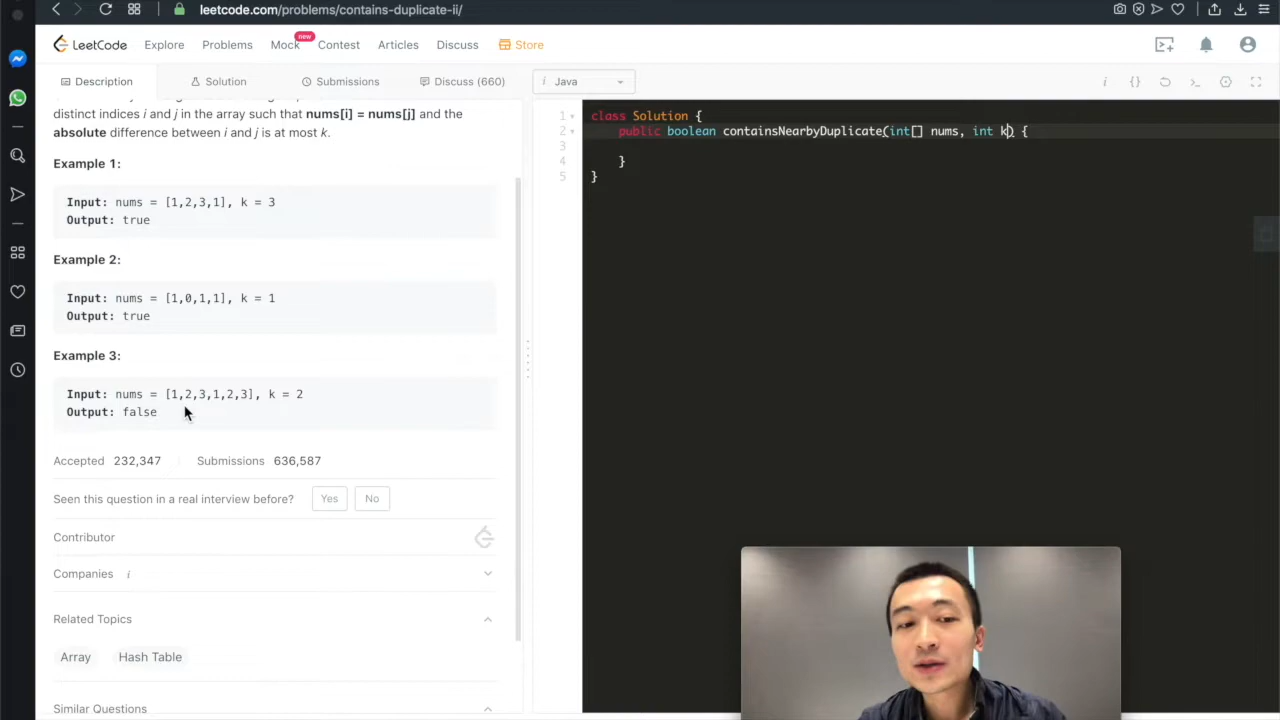 leetcode.com/problems/contains-duplicate-ii/
LeetCode Explore Problems Mock new Contest Articles Discuss Store
Description Solution Submissions Discuss (660) i Java
distinct indices i and j in the array such that nums[i] = nums[j] and the
absolute difference between i and j is at most k.
Example 1:
Input: nums = [1,2,3,1], k = 3
Output: true
Example 2:
Input: nums = [1,0,1,1], k = 1
Output: true
Example 3:
Input: nums = [1,2,3,1,2,3], k = 2
Output: false
Accepted 232,347 Submissions 636,587
Seen this question in a real interview before? Yes No
Contributor
Companies i
Related Topics
Array Hash Table
Similar Questions
1 class Solution {
2 public boolean containsNearbyDuplicate(int[] nums, int k) {
3
4 }
5 }